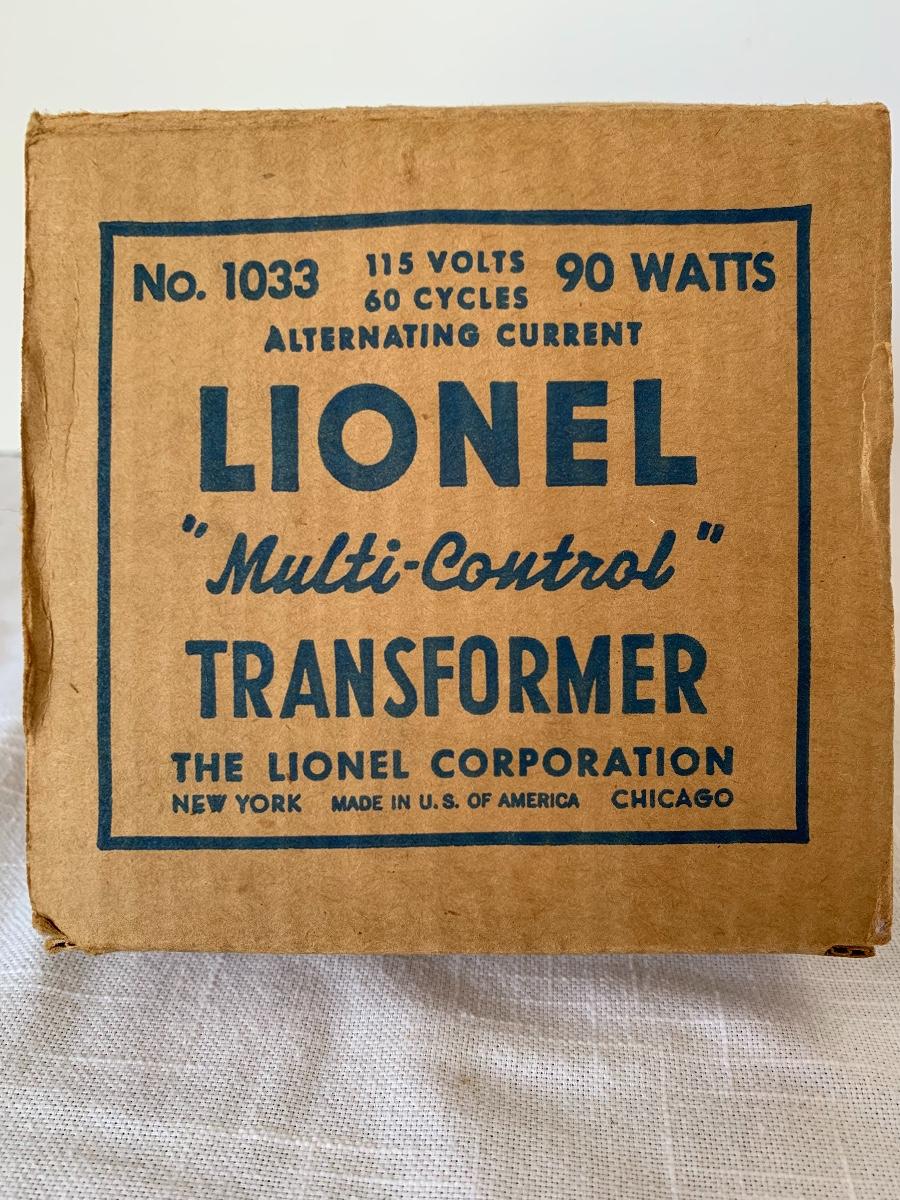 No. 1033 115 VOLTS 60 CYCLES 90 WATTS
ALTERNATING CURRENT
LIONEL
"Multi-Control"
TRANSFORMER
THE LIONEL CORPORATION
NEW YORK MADE IN U. S. OF AMERICA CHICAGO